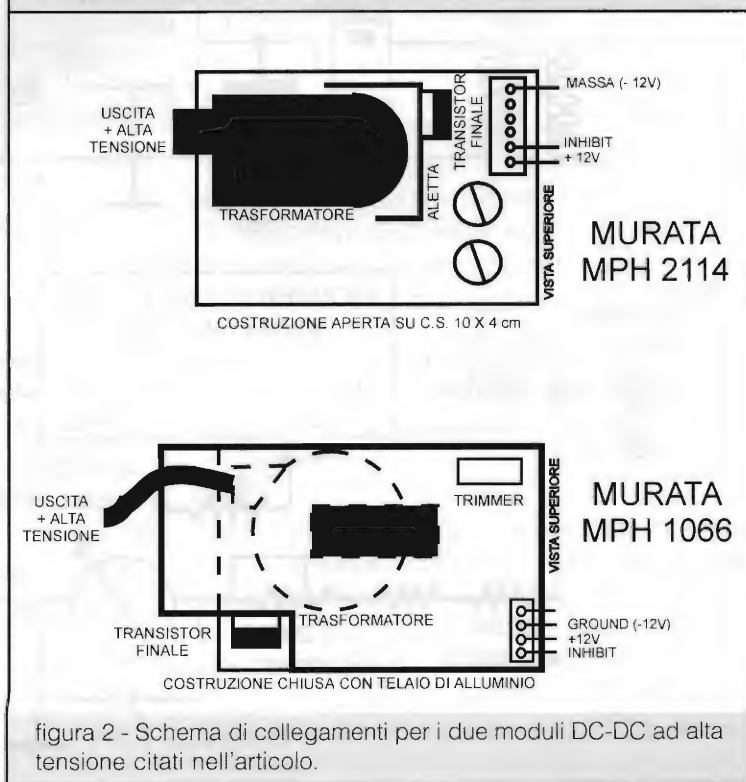 USCITA
+ ALTA
TENSIONE
TRASFORMATORE
ALETTA
TRANSISTOR
FINALE
MASSA (- 12V)
INHIBIT
+ 12V
VISTA SUPERIORE
MURATA
MPH 2114
COSTRUZIONE APERTA SU C.S. 10 X 4 cm
USCITA
+ ALTA
TENSIONE
TRIMMER
VISTA SUPERIORE
MURATA
MPH 1066
TRANSISTOR
FINALE
TRASFORMATORE
GROUND (-12V)
+12V
INHIBIT
COSTRUZIONE CHIUSA CON TELAIO DI ALLUMINIO
figura 2 - Schema di collegamenti per i due moduli DC-DC ad alta
tensione citati nell'articolo.